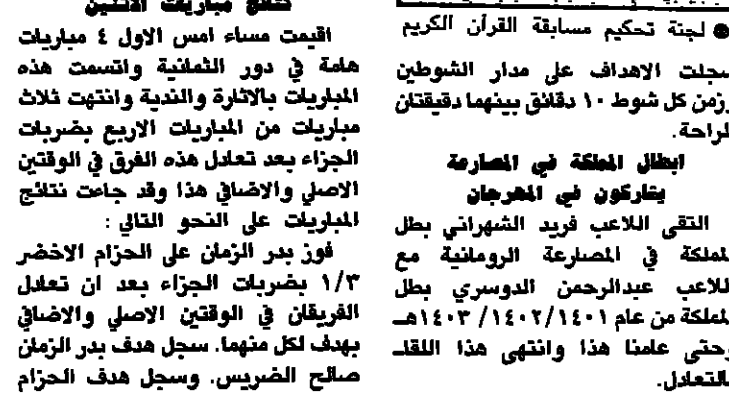 ● لجنة تحكيم مسابقة القرآن الكريم
سجلت الاهداف على مدار الشوطين
وزمن كل شوط ١٠ دقائق بينهما دقيقتان
للراحة.
ابطال المملكة في المصارعة
يشاركون في المهرجان
التقى اللاعب فريد الشهراني بطل
المملكة في المصارعة الرومانية مع
اللاعب عبدالرحمن الدوسري بطل
المملكة من عام ١٤٠١/١٤٠٢/ ١٤٠٣هـ
وحتى عامنا هذا وانتهى هذا اللقاء
بالتعادل.
نتائج مباريات الاثنين
اقيمت مساء امس الاول ٤ مباريات
هامة في دور الثمانية واتسمت هذه
المباريات بالاثارة والندية وانتهت ثلاث
مباريات من المباريات الاربع بضربات
الجزاء بعد تعادل هذه الفرق في الوقتين
الاصلي والاضافي هذا وقد جاءت نتائج
المباريات على النحو التالي :
فوز بدر الزمان على الحزام الاخضر
١/٣ بضربات الجزاء بعد ان تعادل
الفريقان في الوقتين الاصلي والاضافي
بهدف لكل منهما. سجل هدف بدر الزمان
صالح الضريس. وسجل هدف الحزام